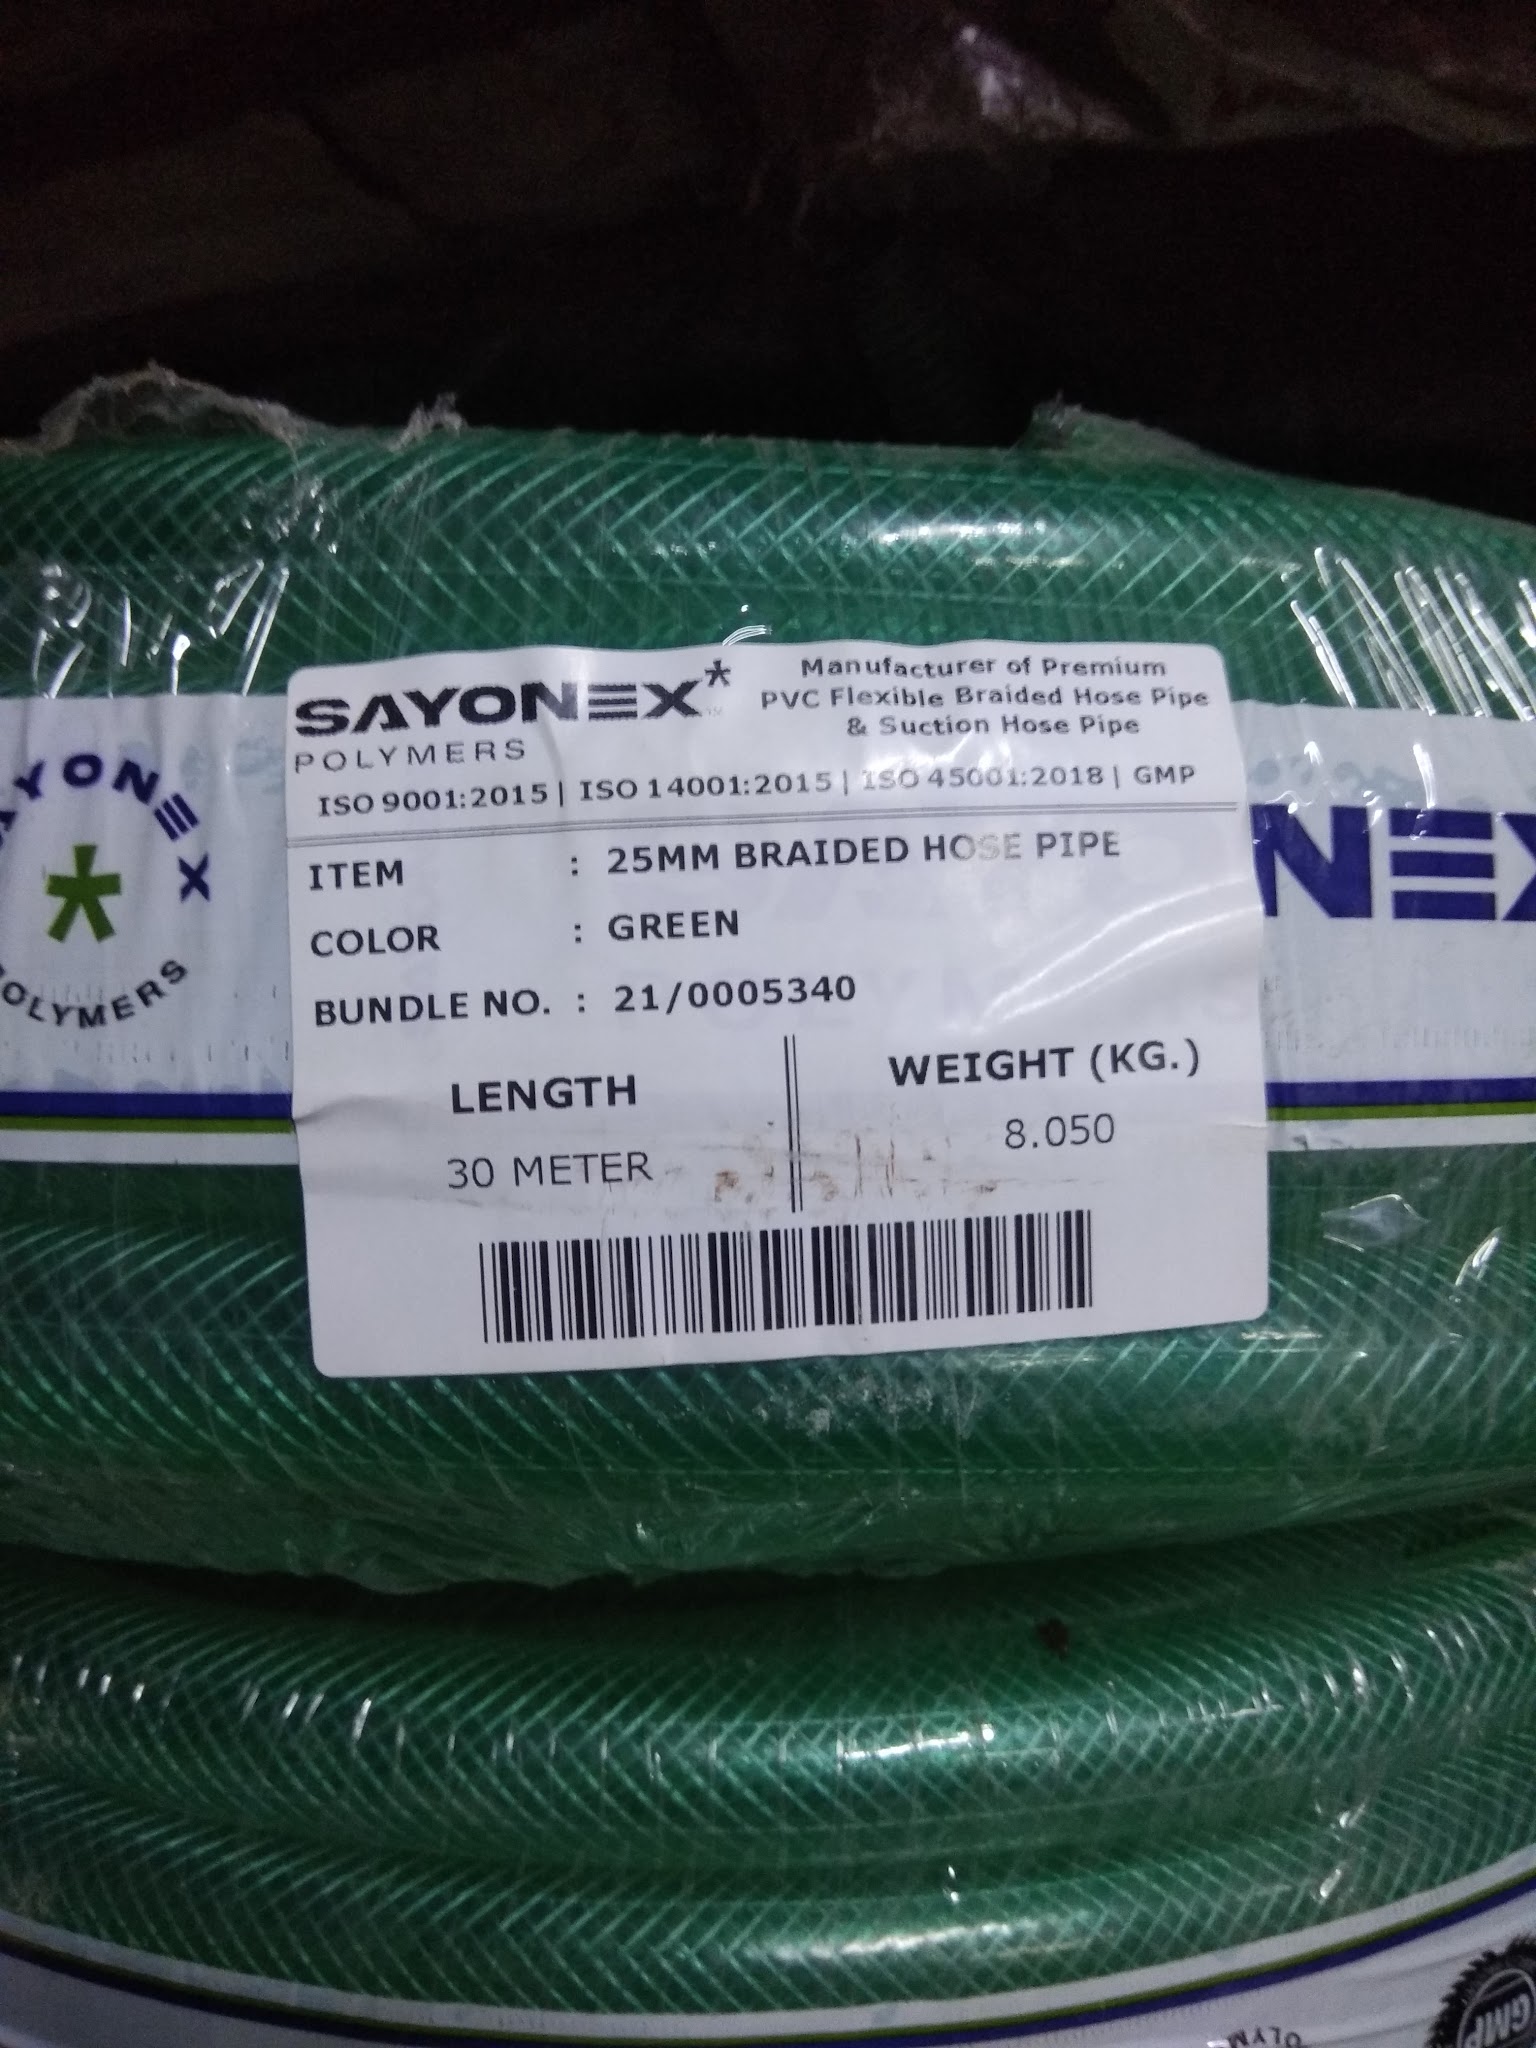 SAYONEX*
POLYMERS
Manufacturer of Premium
PVC Flexible Braided Hose Pipe
& Suction Hose Pipe
ISO 9001:2015 | ISO 14001:2015 | ISO 45001:2018 | GMP
ITEM : 25MM BRAIDED HOSE PIPE
COLOR : GREEN
BUNDLE NO. : 21/0005340
LENGTH
30 METER
WEIGHT (KG.)
8.050
AYONEX
POLYMERS
NEX
OLYM
GMP